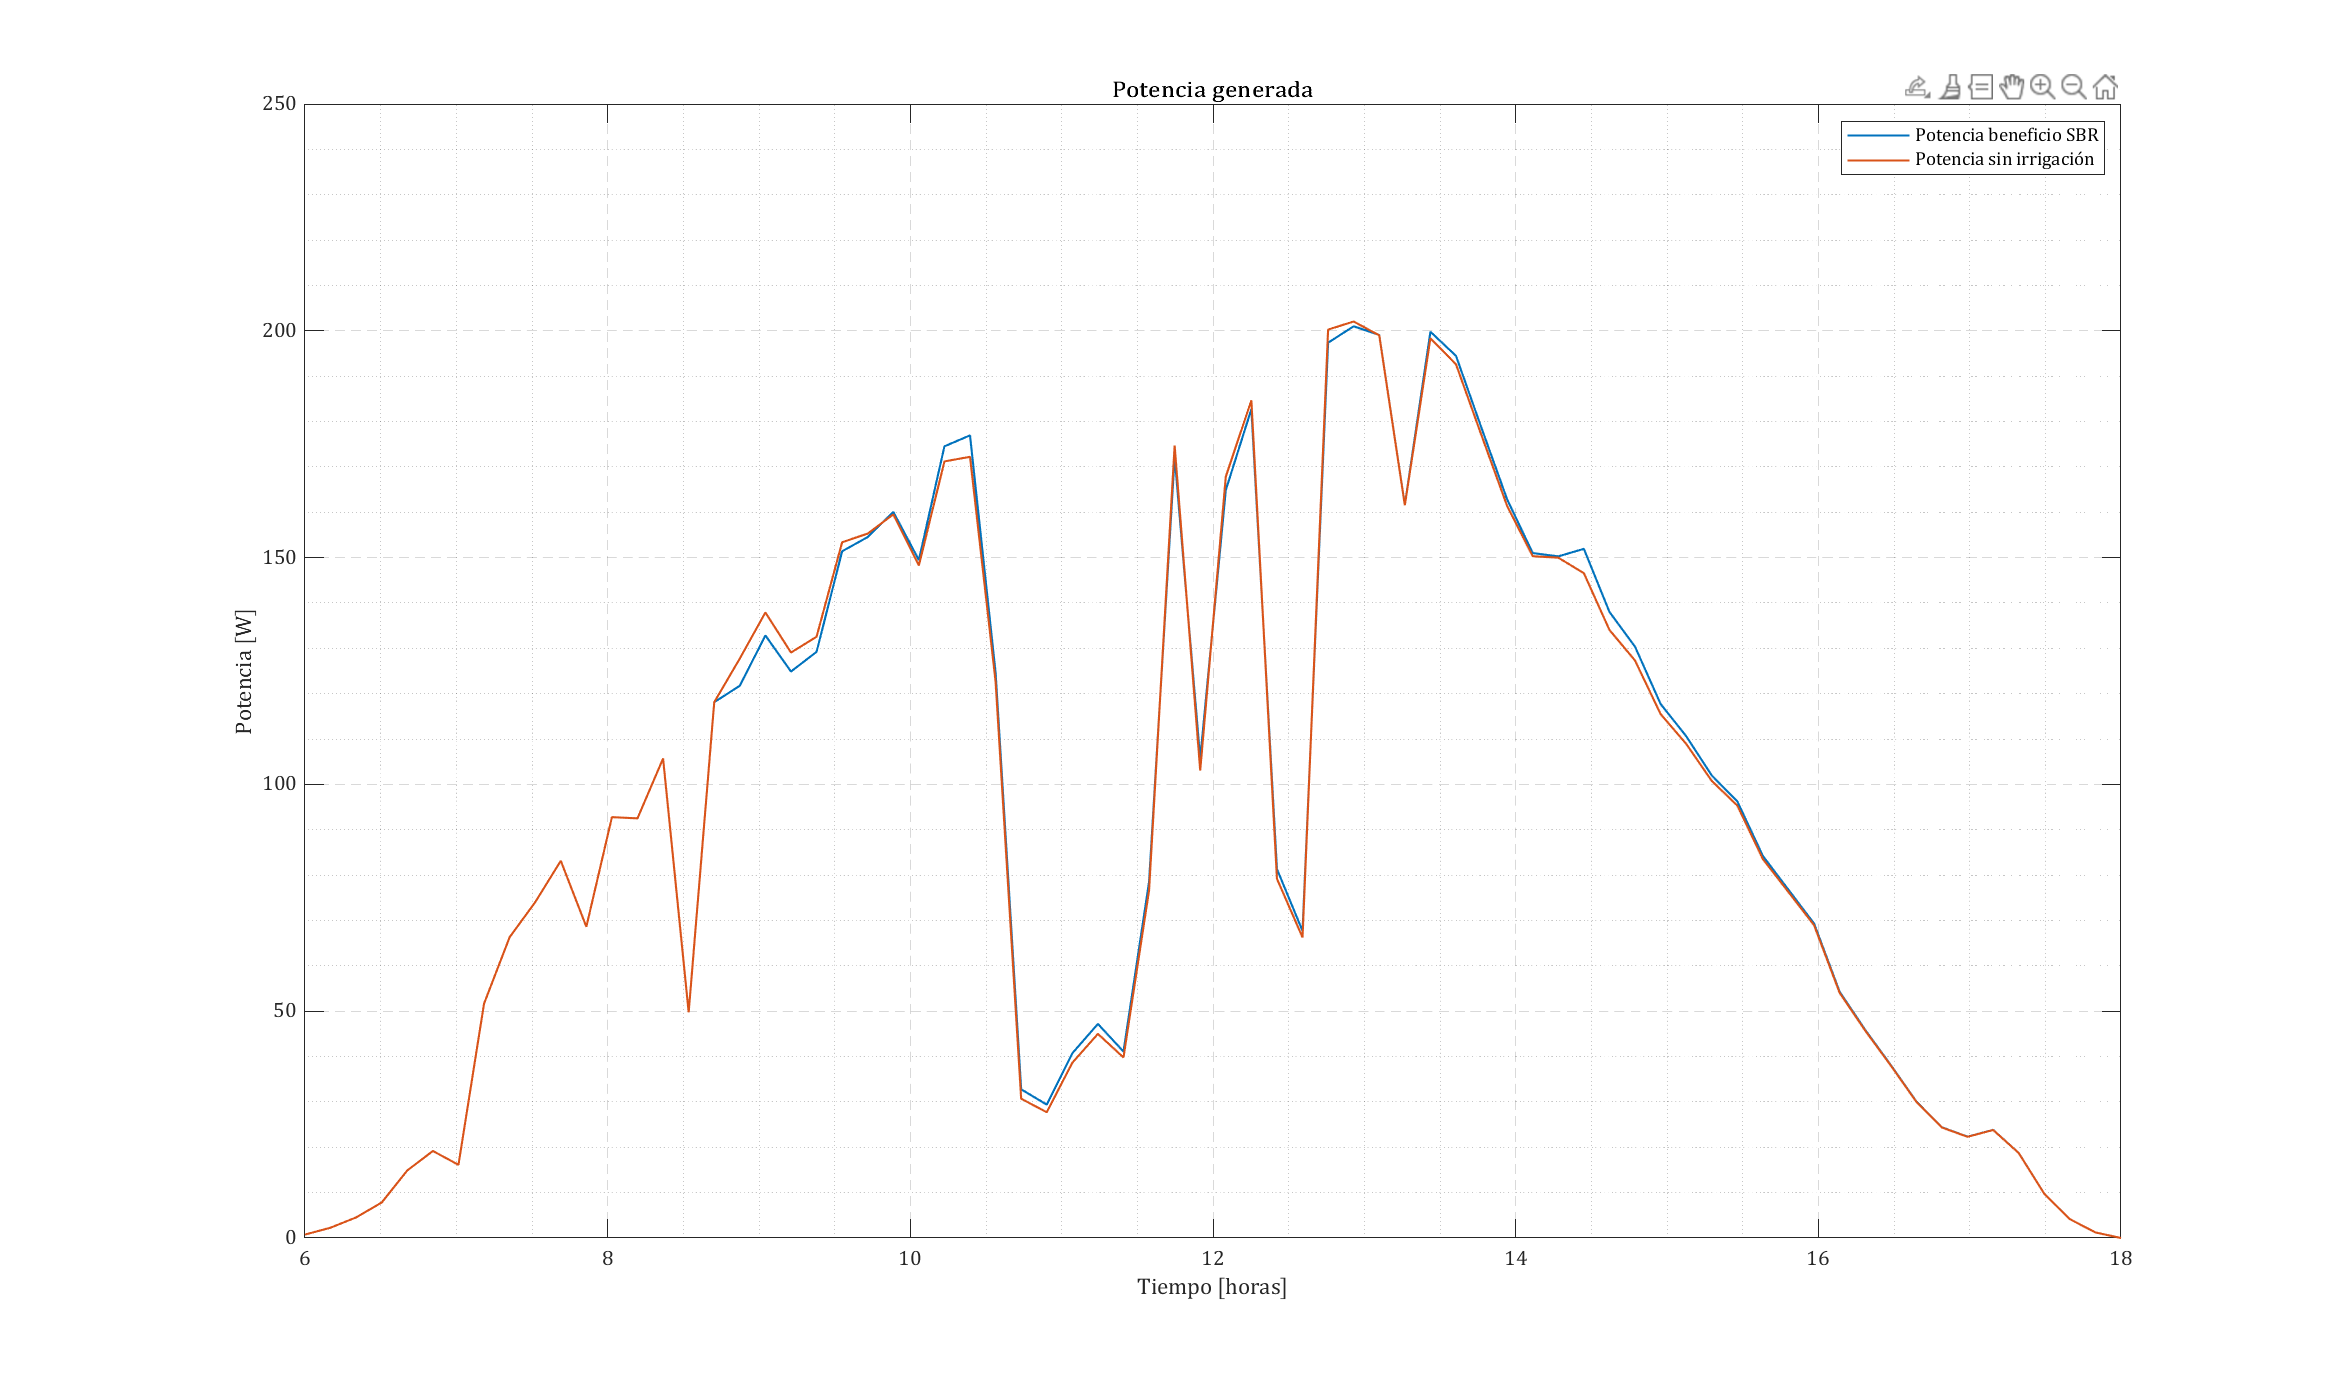 Potencia generada
250
200
150
100
50
0
Potencia [W]
Potencia beneficio SBR
Potencia sin irrigación
6 8 10 12 14 16 18
Tiempo [horas]